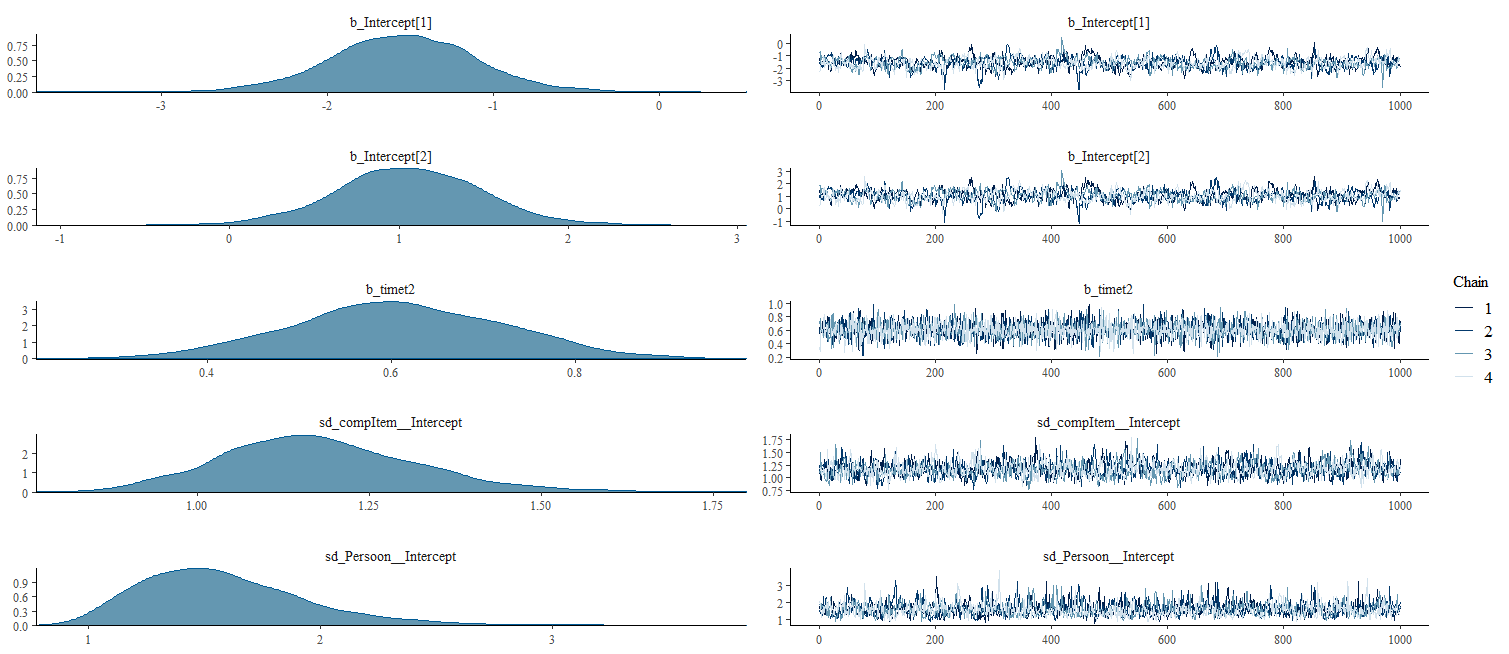 b_Intercept[1]
0.75
0.50
0.25
0.00
-3 -2 -1 0
b_Intercept[1]
0
-1
-2
-3
0 200 400 600 800 1000
b_Intercept[2]
0.75
0.50
0.25
0.00
-1 0 1 2 3
b_Intercept[2]
3
2
1
0
-1
0 200 400 600 800 1000
b_timet2
3
2
1
0
0.4 0.6 0.8
b_timet2
1.0
0.8
0.6
0.4
0.2
0 200 400 600 800 1000
sd_compItem__Intercept
2
1
0
1.00 1.25 1.50 1.75
sd_compItem__Intercept
1.75
1.50
1.25
1.00
0.75
0 200 400 600 800 1000
sd_Persoon__Intercept
0.9
0.6
0.3
0.0
1 2 3
sd_Persoon__Intercept
3
2
1
0 200 400 600 800 1000
Chain
1
2
3
4